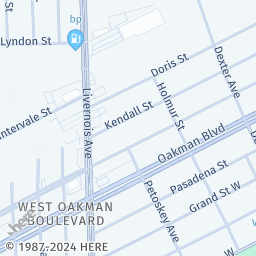 bp
Lyndon St
Doris St
Dexter Ave
Holmur St
Kendall St
ntervale St
Livernois Ave
Oakman Blvd
Pasadena St
Grand St W
Petoskey Ave
WEST OAKMAN
BOULEVARD
here
© 1987-2024 HERE